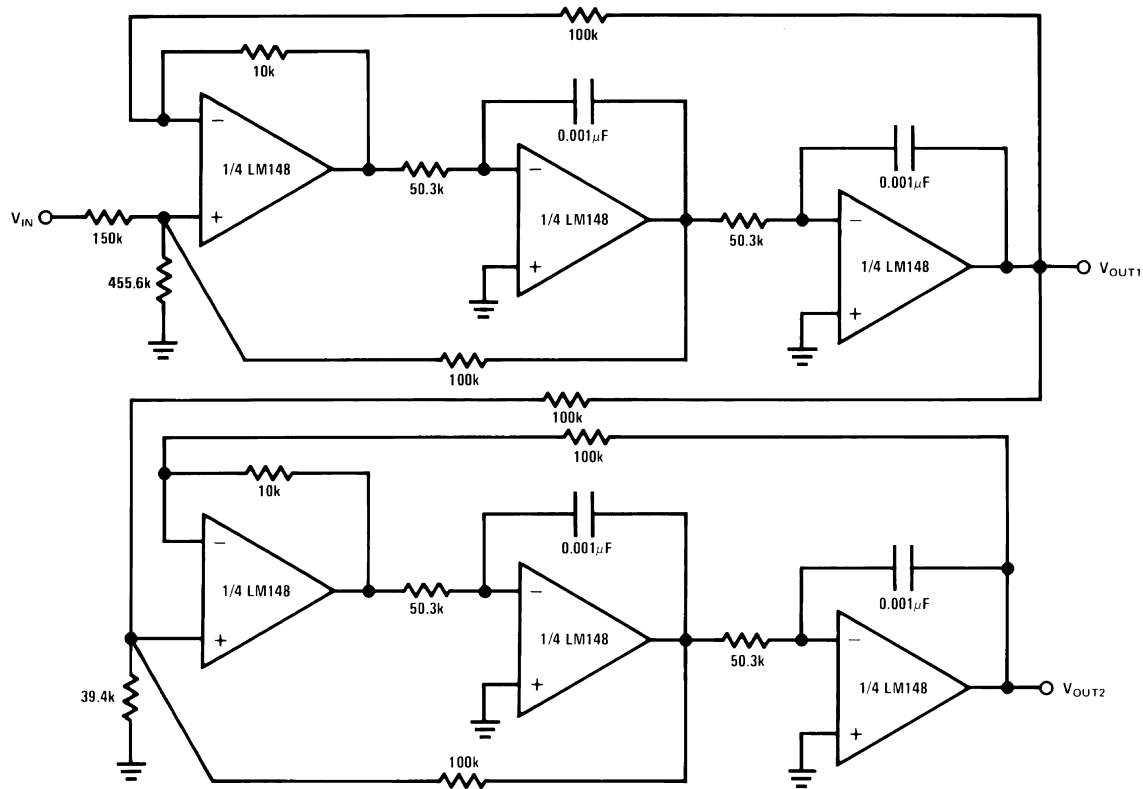 100k
10k
0.001μF
1/4 LM148
50.3k
0.001μF
VIN
150k
+
−
−
+
1/4 LM148
50.3k
−
+
1/4 LM148
VOUT1
455.6k
100k
100k
100k
10k
0.001μF
1/4 LM148
50.3k
0.001μF
−
+
−
+
1/4 LM148
50.3k
−
+
1/4 LM148
VOUT2
39.4k
100k